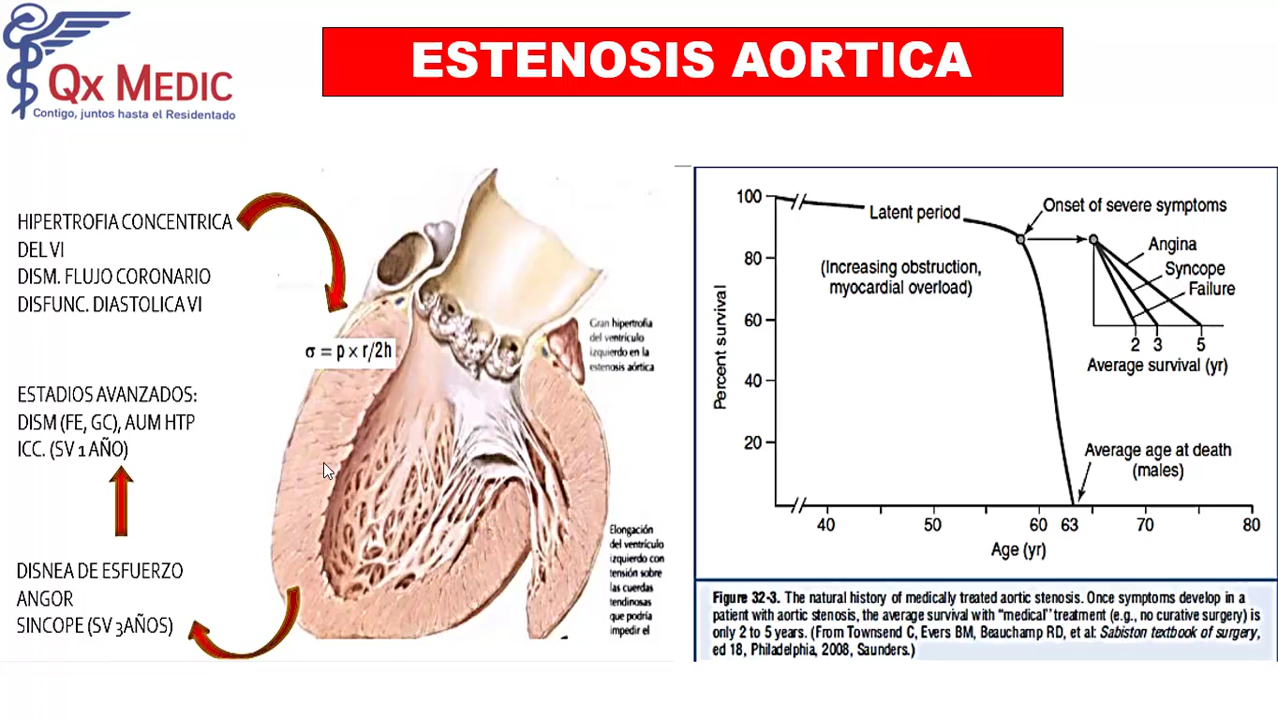 Qx MEDIC
Contigo, juntos hasta el Residentado
ESTENOSIS AORTICA
HIPERTROFIA CONCENTRICA
DEL VI
DISM. FLUJO CORONARIO
DISFUNC. DIASTOLICA VI
ESTADIOS AVANZADOS:
DISM (FE, GC), AUM HTP
ICC. (SV 1 AÑO)
DISNEA DE ESFUERZO
ANGOR
SINCOPE (SV 3AÑOS)
σ = p × r/2h
Gran hipertrofia
del ventrículo
izquierdo en la
estenosis aórtica
Elongación
del ventrículo
izquierdo con
tensión sobre
las cuerdas
tendinosas
que podría
impedir el
Percent survival
100
80
60
40
20
Latent period
(Increasing obstruction,
myocardial overload)
Onset of severe symptoms
Angina
Syncope
Failure
2 3 5
Average survival (yr)
Average age at death
(males)
40 50 60 63 70 80
Age (yr)
Figure 32-3. The natural history of medically treated aortic stenosis. Once symptoms develop in a
patient with aortic stenosis, the average survival with "medical" treatment (e.g., no curative surgery) is
only 2 to 5 years. (From Townsend C, Evers BM, Beauchamp RD, et al: Sabiston textbook of surgery,
ed 18, Philadelphia, 2008, Saunders.)